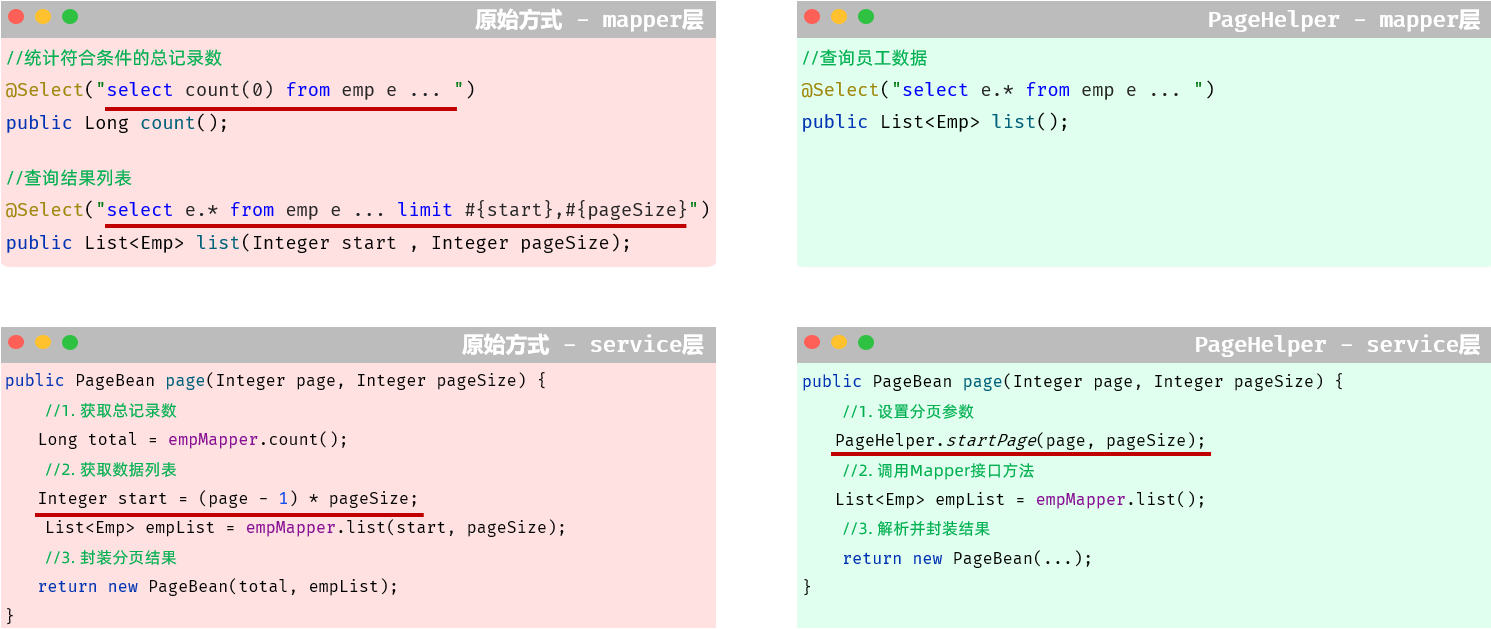 原始方式 - mapper层
//统计符合条件的总记录数
@Select("select count(0) from emp e ... ")
public Long count();
//查询结果列表
@Select("select e.* from emp e ... limit #{start},#{pageSize}")
public List<Emp> list(Integer start , Integer pageSize);
PageHelper - mapper层
//查询员工数据
@Select("select e.* from emp e ... ")
public List<Emp> list();
原始方式 - service层
public PageBean page(Integer page, Integer pageSize) {
//1. 获取总记录数
Long total = empMapper.count();
//2. 获取数据列表
Integer start = (page - 1) * pageSize;
List<Emp> empList = empMapper.list(start, pageSize);
//3. 封装分页结果
return new PageBean(total, empList);
}
PageHelper - service层
public PageBean page(Integer page, Integer pageSize) {
//1. 设置分页参数
PageHelper.startPage(page, pageSize);
//2. 调用Mapper接口方法
List<Emp> empList = empMapper.list();
//3. 解析并封装结果
return new PageBean(...);
}